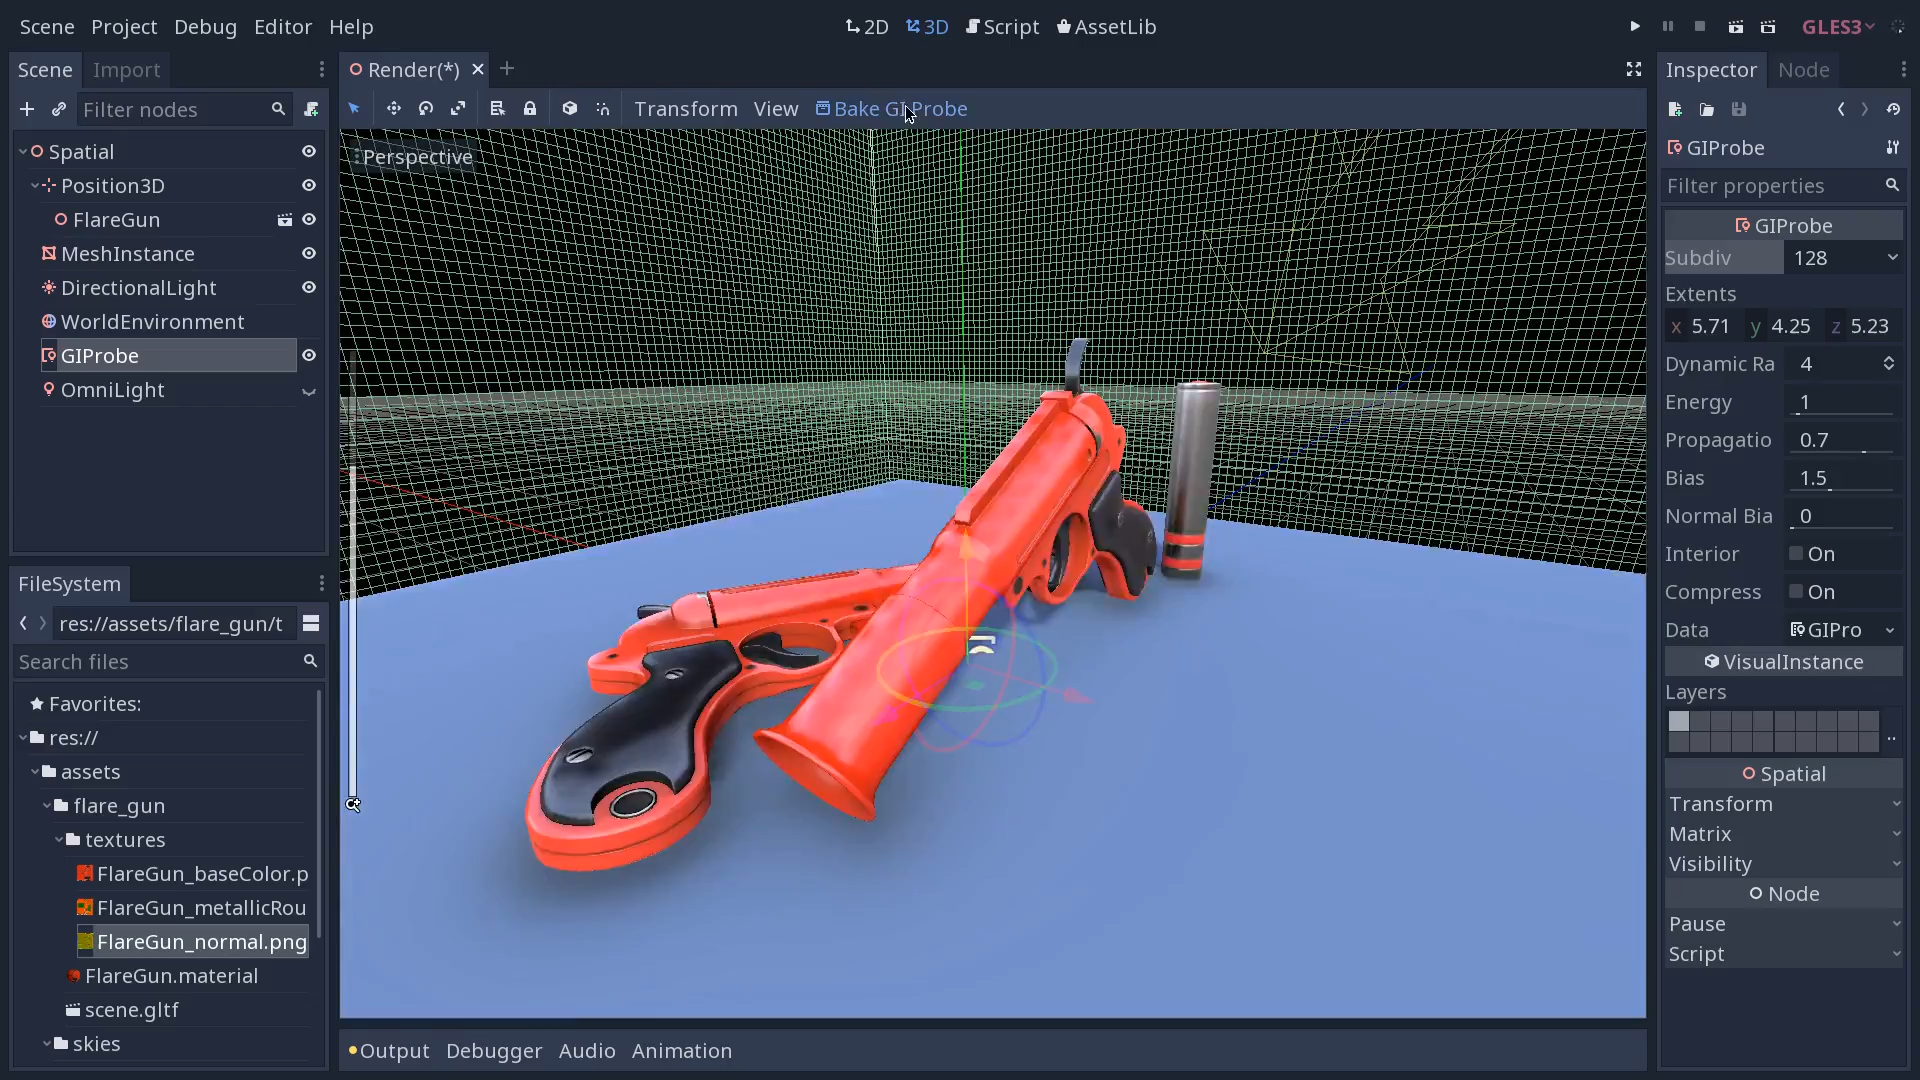 Scene Project Debug Editor Help
2D 3D Script AssetLib
GLES3
Scene Import
Filter nodes
Spatial
Position3D
FlareGun
MeshInstance
DirectionalLight
WorldEnvironment
GIProbe
OmniLight
FileSystem
res://assets/flare_gun/t
Search files
Favorites:
res://
assets
flare_gun
textures
FlareGun_baseColor.p
FlareGun_metallicRou
FlareGun_normal.png
FlareGun.material
scene.gltf
skies
Render(*)
Transform View Bake GI Probe
Perspective
Output Debugger Audio Animation
Inspector Node
GIProbe
Filter properties
GIProbe
Subdiv 128
Extents
x 5.71 y 4.25 z 5.23
Dynamic Ra 4
Energy 1
Propagatio 0.7
Bias 1.5
Normal Bia 0
Interior On
Compress On
Data GIPro
VisualInstance
Layers
Spatial
Transform
Matrix
Visibility
Node
Pause
Script